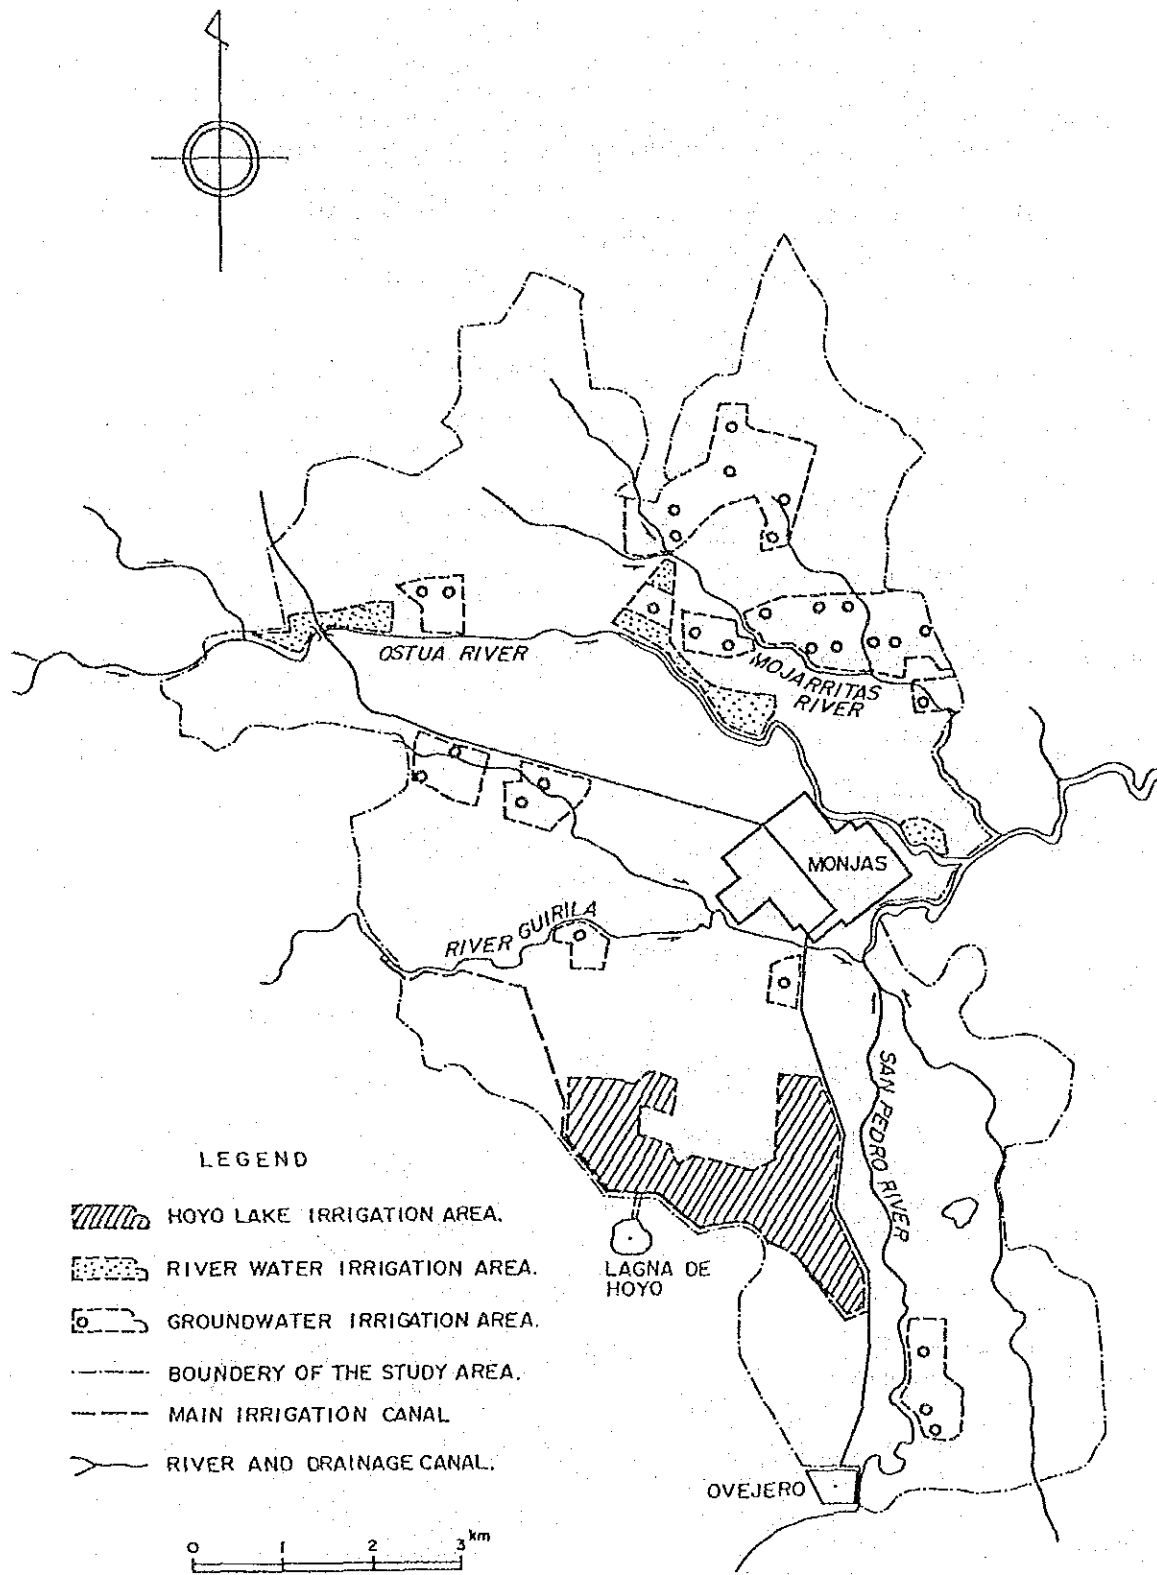 OSTUA RIVER
MOJARRITAS
RIVER
MONJAS
RIVER GUIRILA
SAN PEDRO RIVER
LEGEND
HOYO LAKE IRRIGATION AREA.
RIVER WATER IRRIGATION AREA.
GROUNDWATER IRRIGATION AREA.
BOUNDERY OF THE STUDY AREA.
MAIN IRRIGATION CANAL
RIVER AND DRAINAGE CANAL.
LAGNA DE
HOYO
OVEJERO
0 1 2 3 km